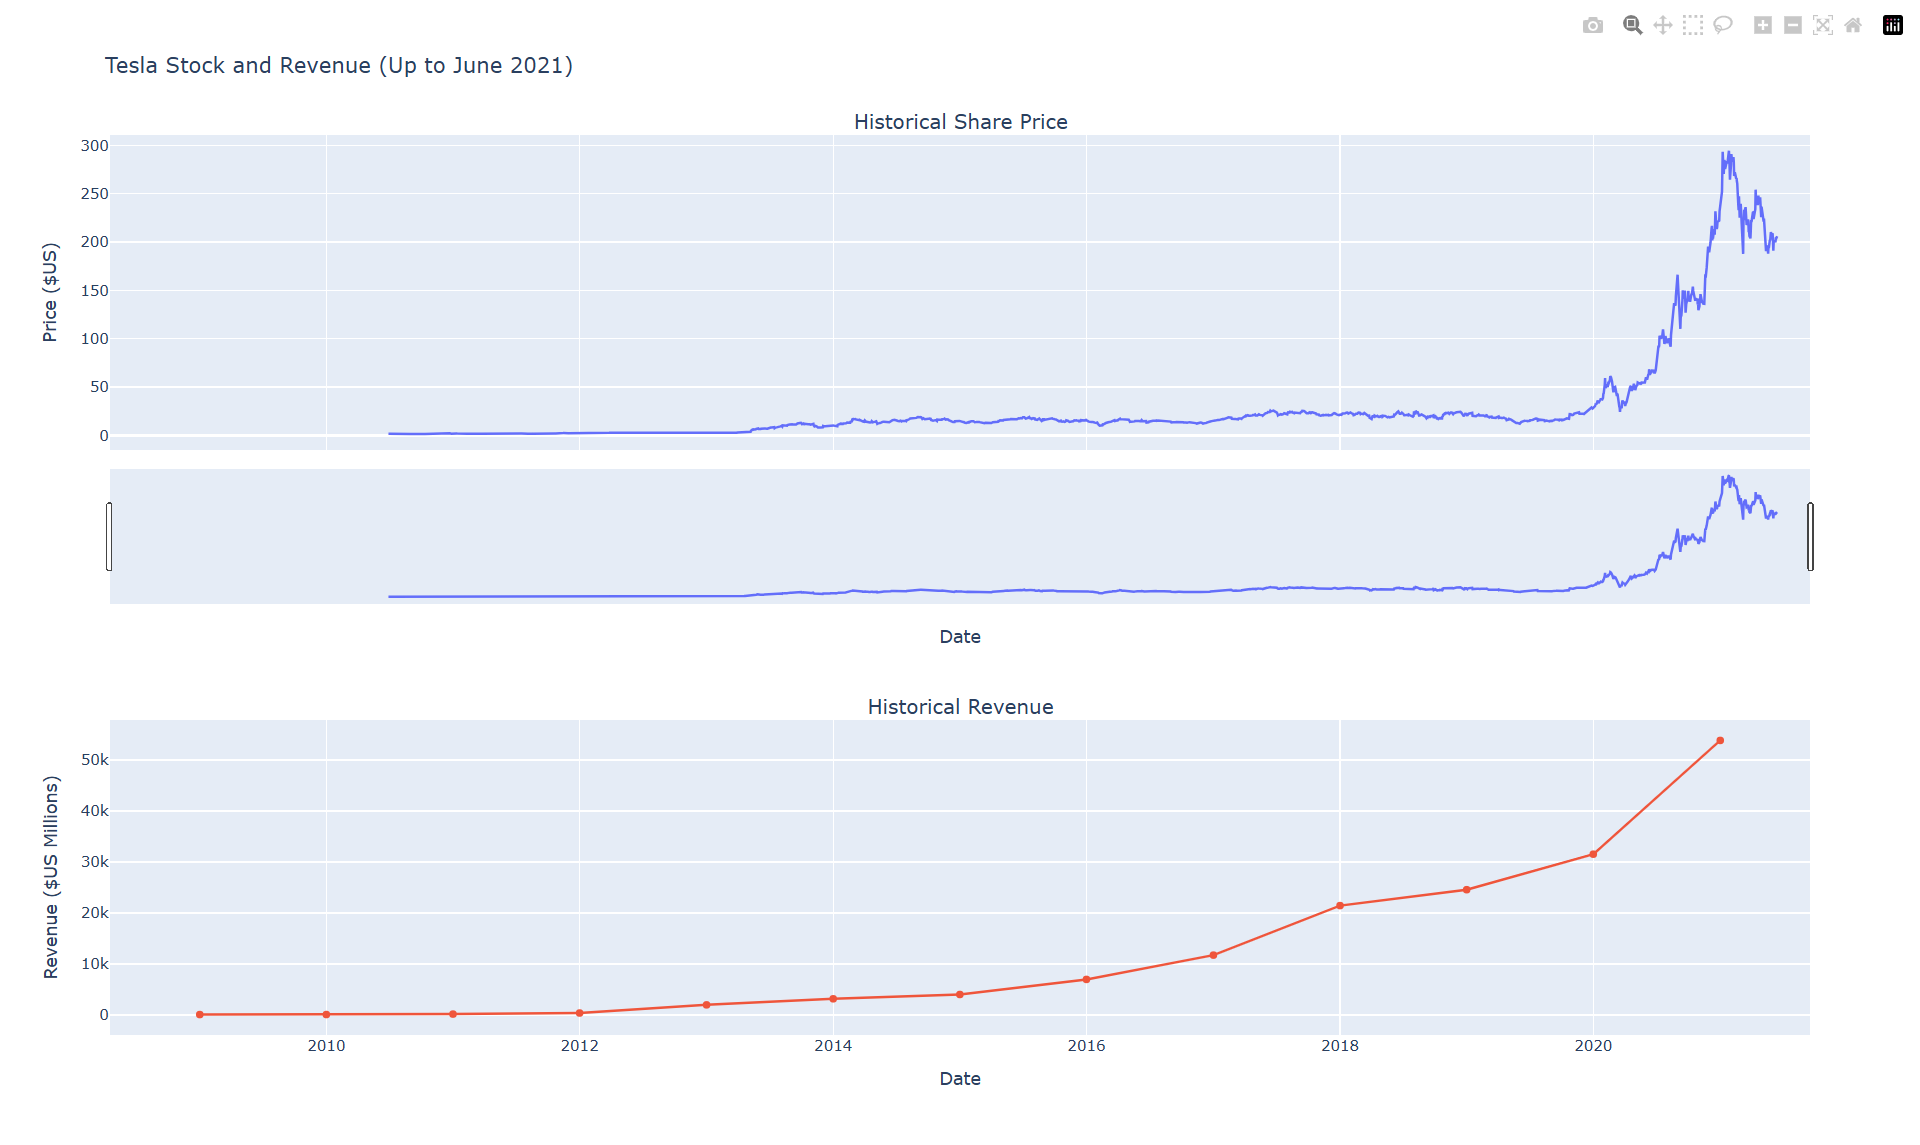 Tesla Stock and Revenue (Up to June 2021)
Historical Share Price
300
250
200
150
100
50
0
Price ($US)
Date
Historical Revenue
50k
40k
30k
20k
10k
0
Revenue ($US Millions)
2010 2012 2014 2016 2018 2020
Date